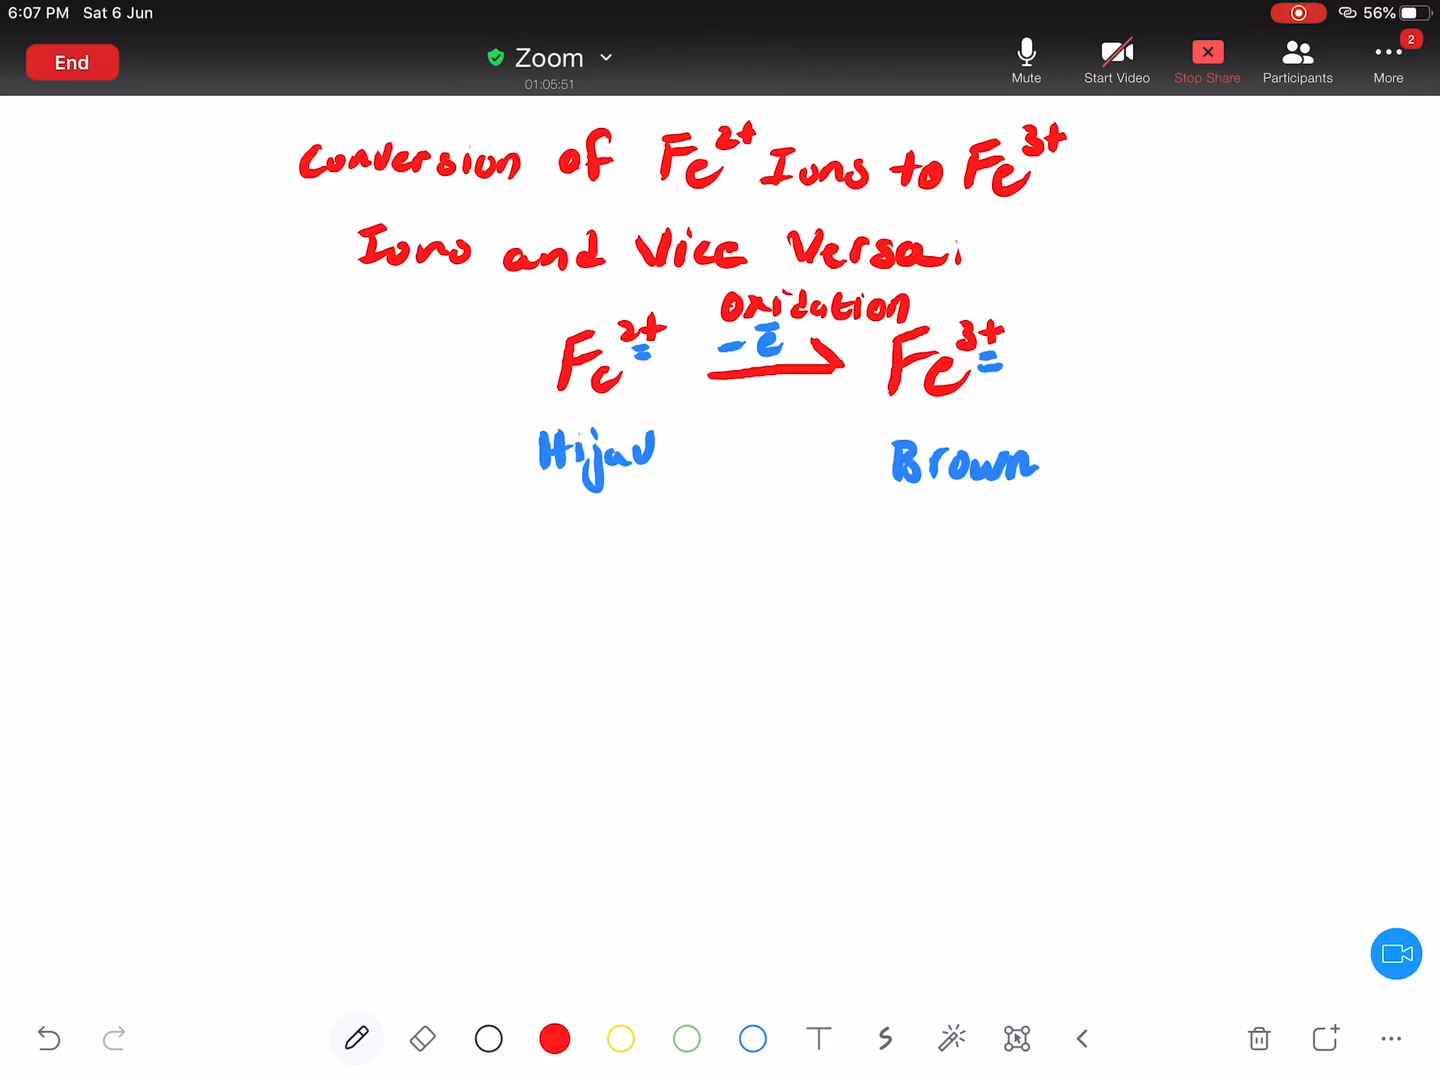 6:07 PM Sat 6 Jun 56%
End
Zoom
01:05:51
Mute
Start Video
Stop Share
Participants
More
2
Conversion of Fe²⁺ Ions to Fe³⁺
Ions and Vice Versa.
Oxidation
Fe²⁺ - ē Fe³⁺
Hijau Brown
T